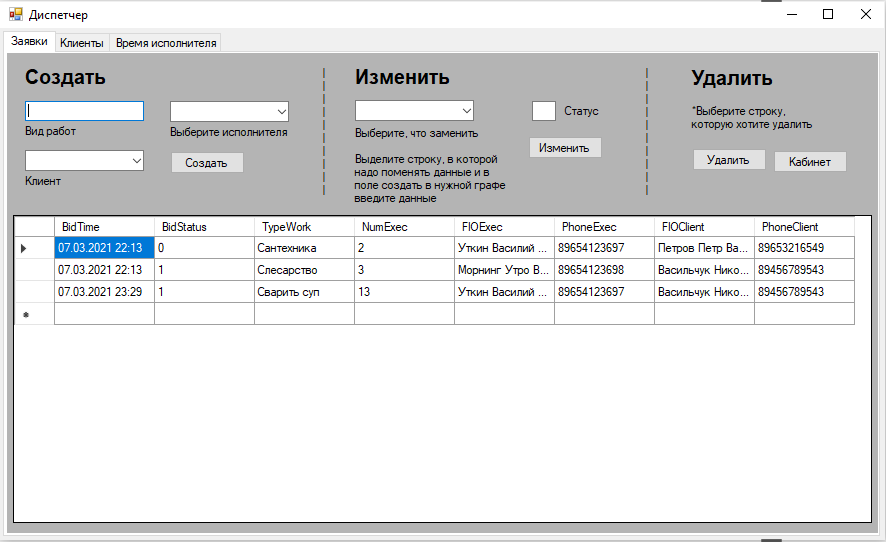 Диспетчер
Заявки Клиенты Время исполнителя
Создать
Вид работ
Выберите исполнителя
Клиент
Создать
Изменить
Выберите, что заменить
Статус
Изменить
Выделите строку, в которой
надо поменять данные и в
поле создать в нужной графе
введите данные
Удалить
*Выберите строку,
которую хотите удалить
Удалить Кабинет
BidTime BidStatus TypeWork NumExec FIOExec PhoneExec FIOClient PhoneClient
07.03.2021 22:13 0 Сантехника 2 Уткин Василий ... 89654123697 Петров Петр Ва... 89653216549
07.03.2021 22:13 1 Слесарство 3 Морнинг Утро В... 89654123698 Васильчук Нико... 89456789543
07.03.2021 23:29 1 Сварить суп 13 Уткин Василий ... 89654123697 Васильчук Нико... 89456789543